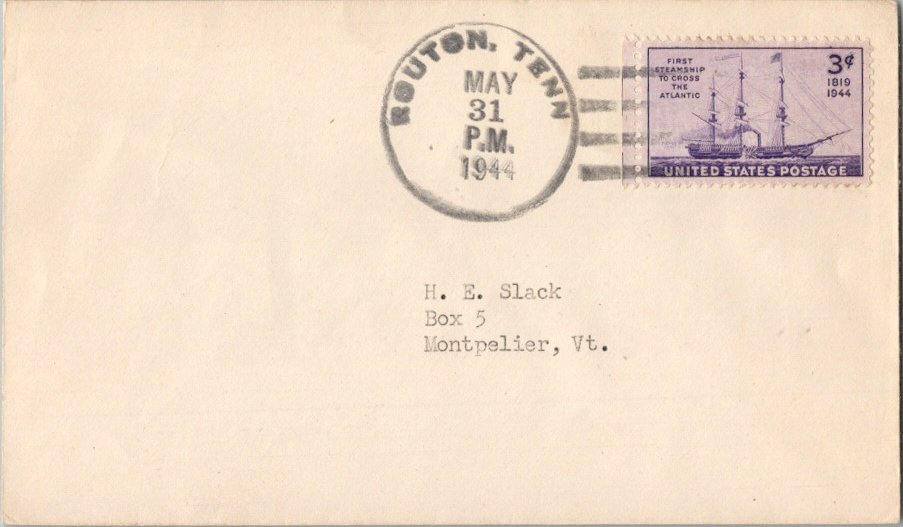 ROUTON, TENN
MAY
31
P.M.
1944
FIRST
STEAMSHIP
TO CROSS
THE
ATLANTIC
3¢
1819
1944
UNITED STATES POSTAGE
H. E. Slack
Box 5
Montpelier, Vt.